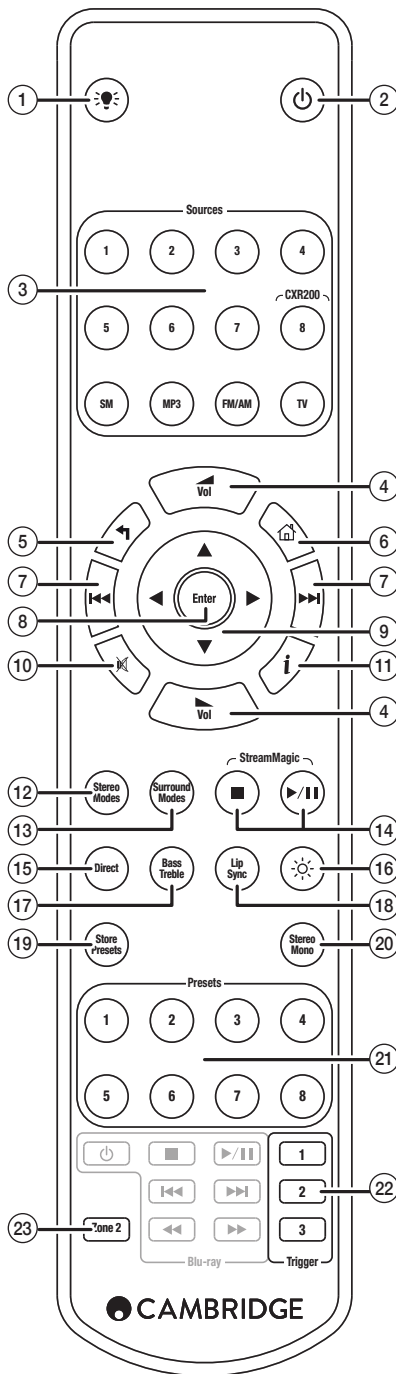 1
2
Sources
1 2 3 4
3
CXR200
5 6 7 8
SM MP3 FM/AM TV
Vol
4
5
6
7
7
Enter
8
9
10
i
11
Vol
4
StreamMagic
12
Stereo
Modes
Surround
Modes
13
14
15
Direct
Bass
Treble
Lip
Sync
16
17
18
19
Store
Presets
Stereo
Mono
20
Presets
1 2 3 4
21
5 6 7 8
1
2
22
23
Zone 2
3
Blu-ray
Trigger
CAMBRIDGE